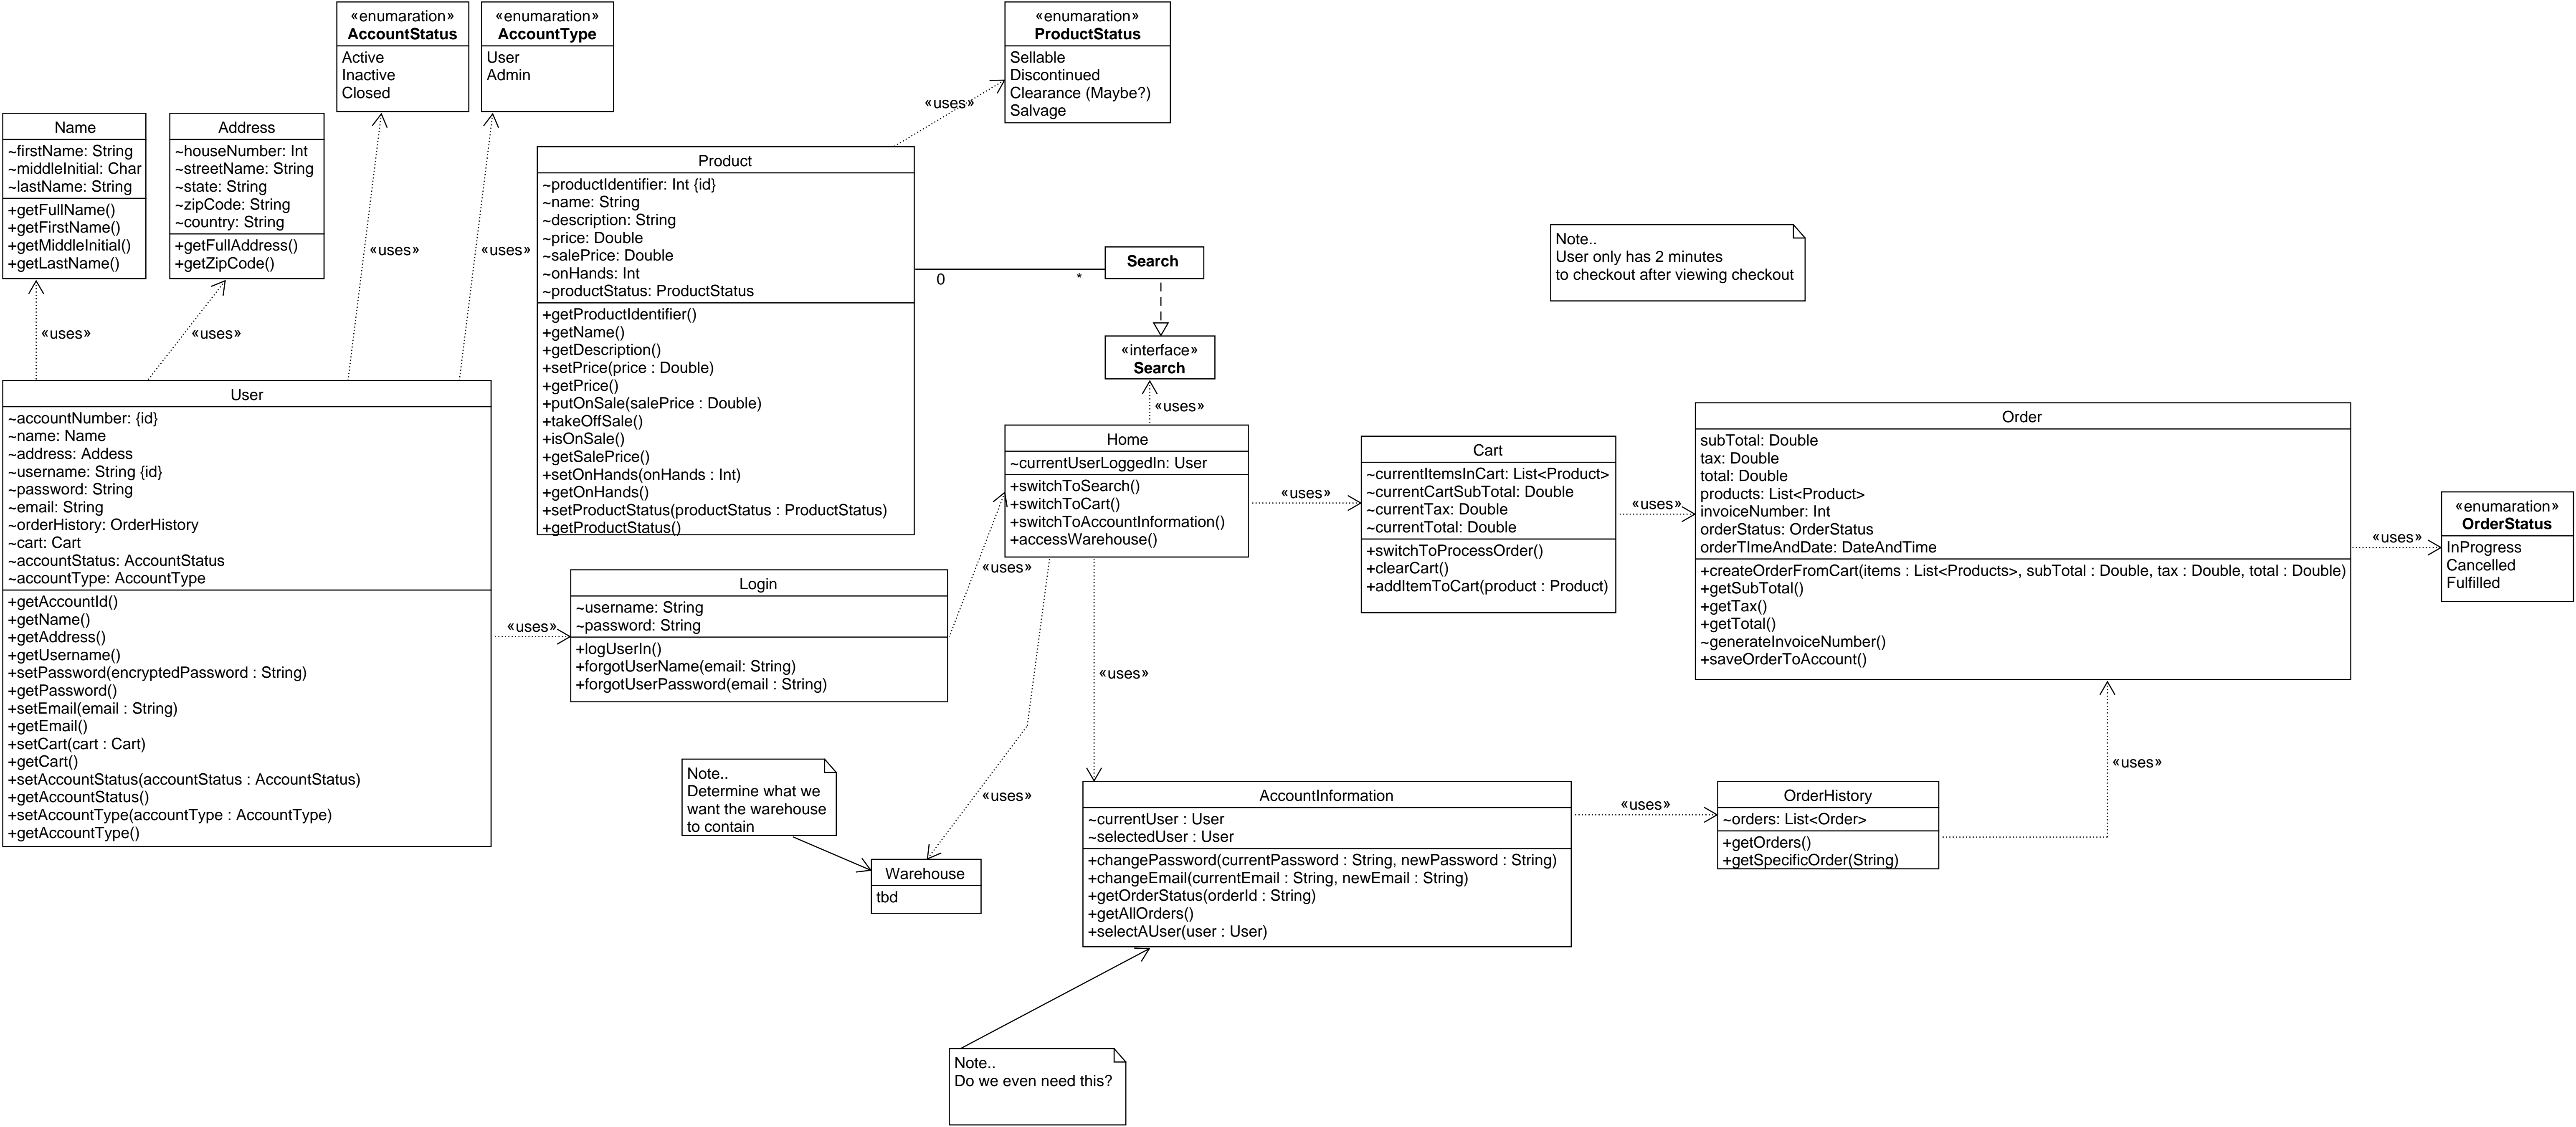 «enumaration»
AccountStatus
Active
Inactive
Closed
«enumaration»
AccountType
User
Admin
«enumaration»
ProductStatus
Sellable
Discontinued
Clearance (Maybe?)
Salvage
«uses»
Name
~firstName: String
~middleInitial: Char
~lastName: String
+getFullName()
+getFirstName()
+getMiddleInitial()
+getLastName()
Address
~houseNumber: Int
~streetName: String
~state: String
~zipCode: String
~country: String
+getFullAddress()
+getZipCode()
«uses»
«uses»
«uses»
«uses»
Product
~productIdentifier: Int {id}
~name: String
~description: String
~price: Double
~salePrice: Double
~onHands: Int
~productStatus: ProductStatus
+getProductIdentifier()
+getName()
+getDescription()
+setPrice(price : Double)
+getPrice()
+putOnSale(salePrice : Double)
+takeOffSale()
+isOnSale()
+getSalePrice()
+setOnHands(onHands : Int)
+getOnHands()
+setProductStatus(productStatus : ProductStatus)
+getProductStatus()
0
*
Search
«interface»
Search
«uses»
Note..
User only has 2 minutes
to checkout after viewing checkout
User
~accountNumber: {id}
~name: Name
~address: Addess
~username: String {id}
~password: String
~email: String
~orderHistory: OrderHistory
~cart: Cart
~accountStatus: AccountStatus
~accountType: AccountType
+getAccountId()
+getName()
+getAddress()
+getUsername()
+setPassword(encryptedPassword : String)
+getPassword()
+setEmail(email : String)
+getEmail()
+setCart(cart : Cart)
+getCart()
+setAccountStatus(accountStatus : AccountStatus)
+getAccountStatus()
+setAccountType(accountType : AccountType)
+getAccountType()
«uses»
Login
~username: String
~password: String
+logUserIn()
+forgotUserName(email: String)
+forgotUserPassword(email : String)
«uses»
Home
~currentUserLoggedIn: User
+switchToSearch()
+switchToCart()
+switchToAccountInformation()
+accessWarehouse()
«uses»
Cart
~currentItemsInCart: List<Product>
~currentCartSubTotal: Double
~currentTax: Double
~currentTotal: Double
+switchToProcessOrder()
+clearCart()
+addItemToCart(product : Product)
«uses»
Order
subTotal: Double
tax: Double
total: Double
products: List<Product>
invoiceNumber: Int
orderStatus: OrderStatus
orderTImeAndDate: DateAndTime
+createOrderFromCart(items : List<Products>, subTotal : Double, tax : Double, total : Double)
+getSubTotal()
+getTax()
+getTotal()
~generateInvoiceNumber()
+saveOrderToAccount()
«uses»
«enumaration»
OrderStatus
InProgress
Cancelled
Fulfilled
«uses»
«uses»
Note..
Determine what we
want the warehouse
to contain
Warehouse
tbd
AccountInformation
~currentUser : User
~selectedUser : User
+changePassword(currentPassword : String, newPassword : String)
+changeEmail(currentEmail : String, newEmail : String)
+getOrderStatus(orderId : String)
+getAllOrders()
+selectAUser(user : User)
«uses»
OrderHistory
~orders: List<Order>
+getOrders()
+getSpecificOrder(String)
«uses»
Note..
Do we even need this?